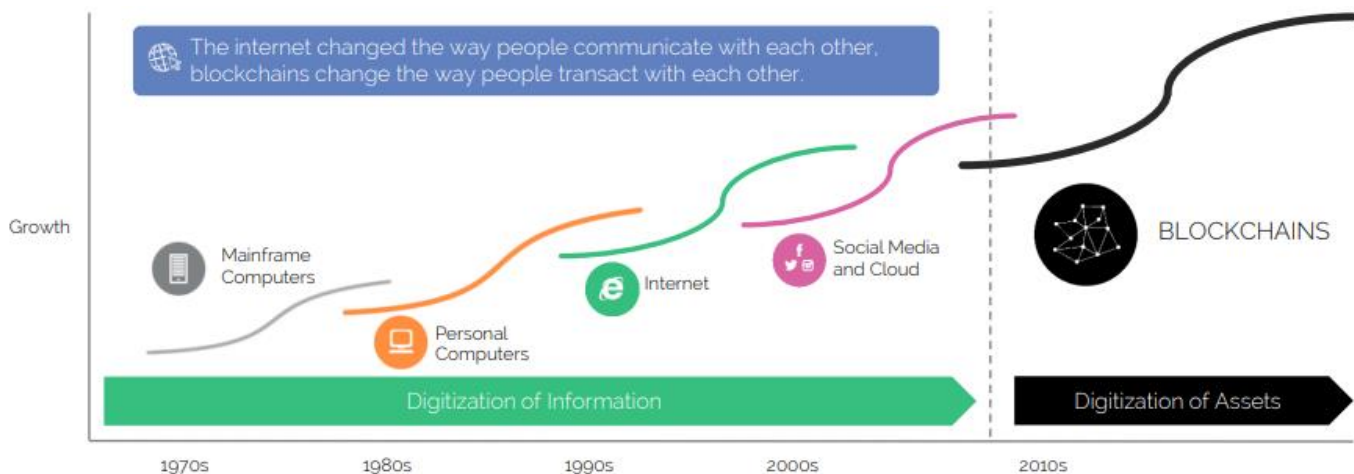 The internet changed the way people communicate with each other,
blockchains change the way people transact with each other.
Growth
Mainframe
Computers
Personal
Computers
Internet
Social Media
and Cloud
BLOCKCHAINS
Digitization of Information
Digitization of Assets
1970s
1980s
1990s
2000s
2010s